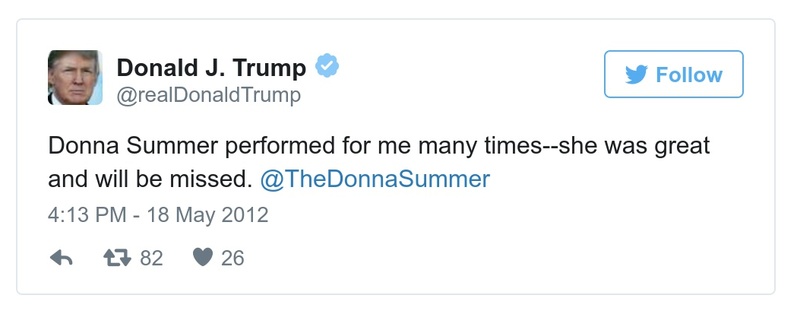 Donald J. Trump
@realDonaldTrump
Follow
Donna Summer performed for me many times--she was great
and will be missed. @TheDonnaSummer
4:13 PM - 18 May 2012
82 26